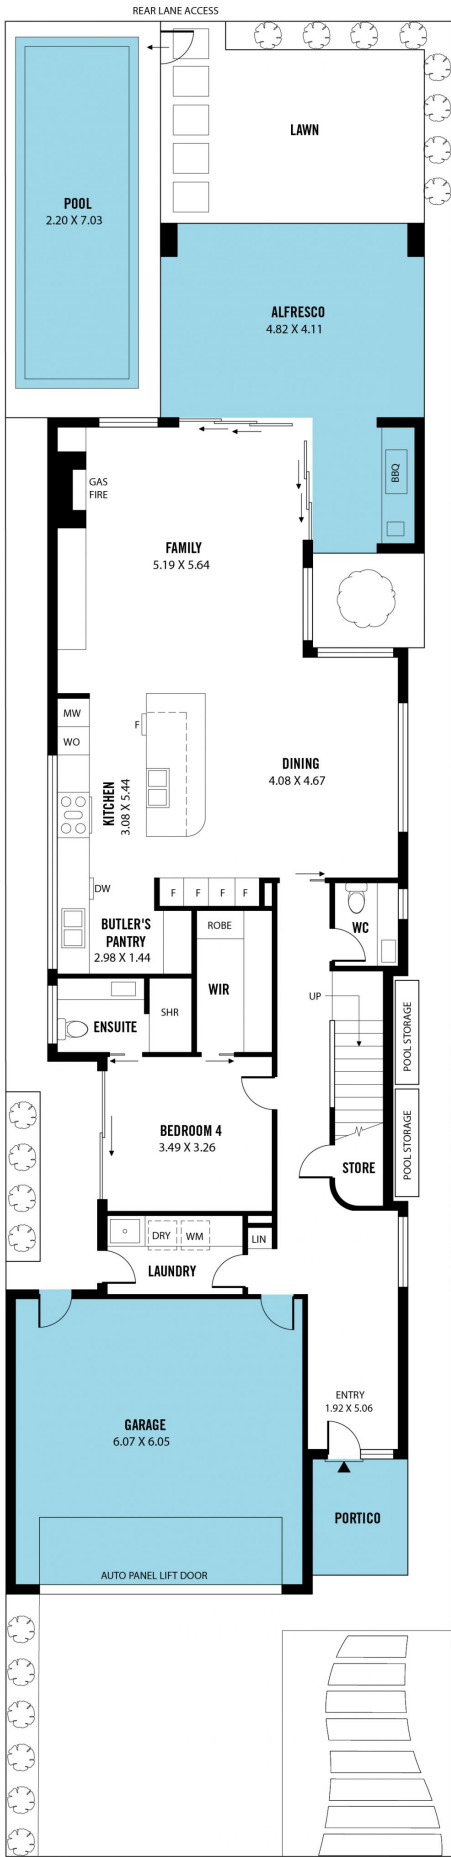 REAR LANE ACCESS
LAWN
POOL
2.20 X 7.03
ALFRESCO
4.82 X 4.11
BBQ
GAS
FIRE
FAMILY
5.19 X 5.64
MW
F
WO
DINING
4.08 X 4.67
KITCHEN
3.08 X 5.44
DW
F F F F
BUTLER'S
PANTRY
2.98 X 1.44
ROBE
WC
WIR
UP
POOL STORAGE
SHR
ENSUITE
BEDROOM 4
3.49 X 3.26
POOL STORAGE
STORE
DRY WM
LIN
LAUNDRY
ENTRY
1.92 X 5.06
GARAGE
6.07 X 6.05
PORTICO
AUTO PANEL LIFT DOOR